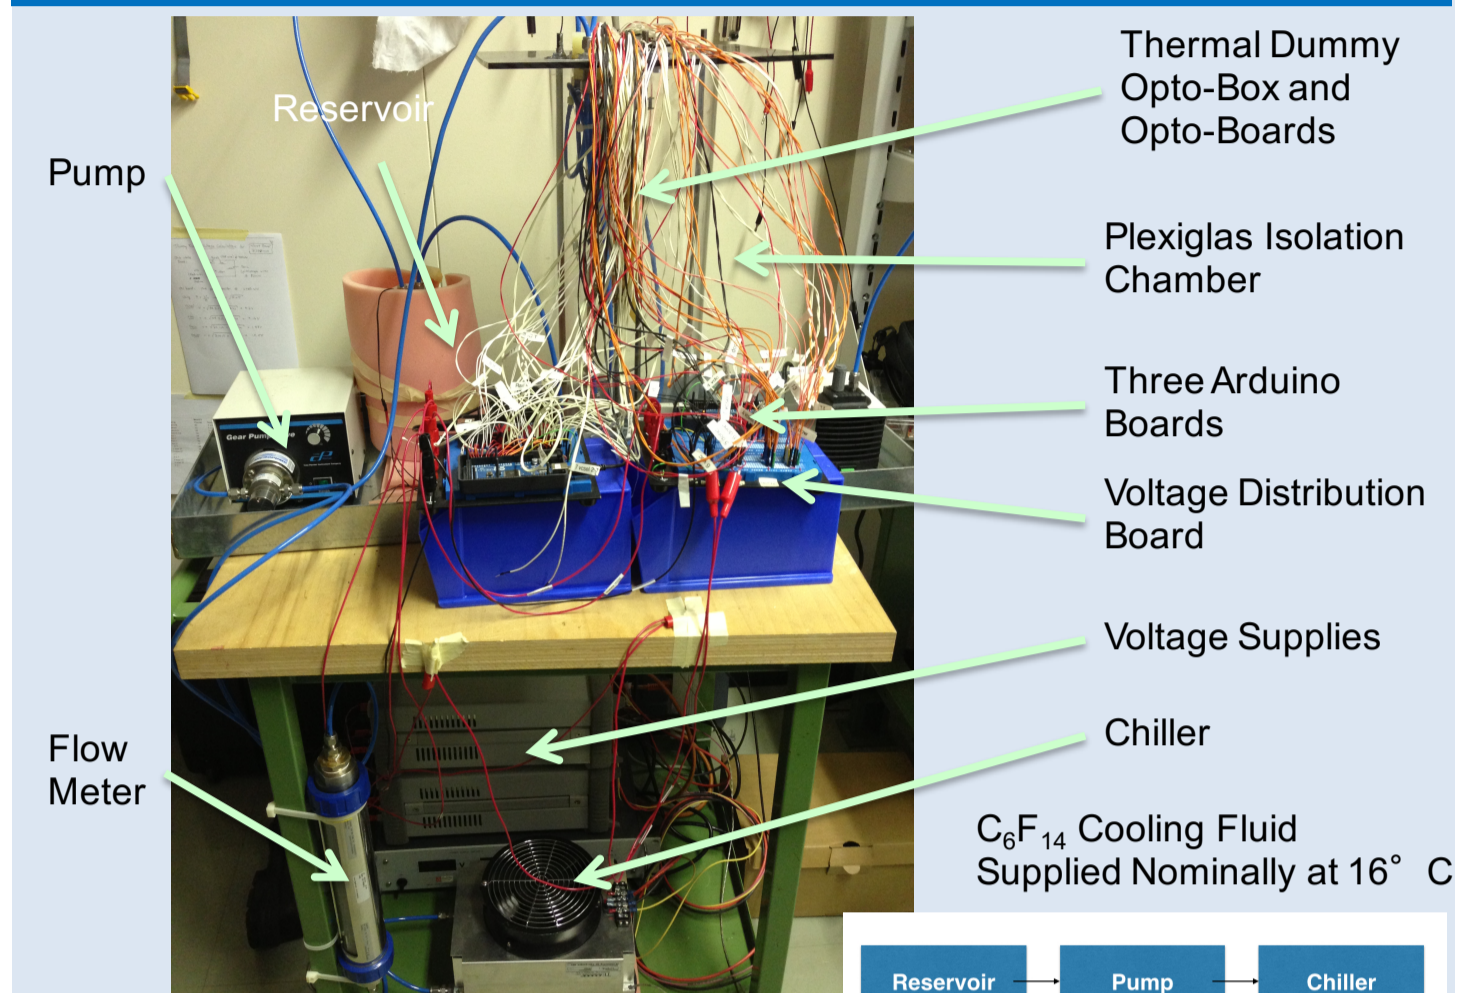 Reservoir
Pump
Thermal Dummy
Opto-Box and
Opto-Boards
Plexiglas Isolation
Chamber
Three Arduino
Boards
Voltage Distribution
Board
Voltage Supplies
Chiller
Flow
Meter
C₆F₁₄ Cooling Fluid
Supplied Nominally at 16° C
Gear Pump
Reservoir
Pump
Chiller